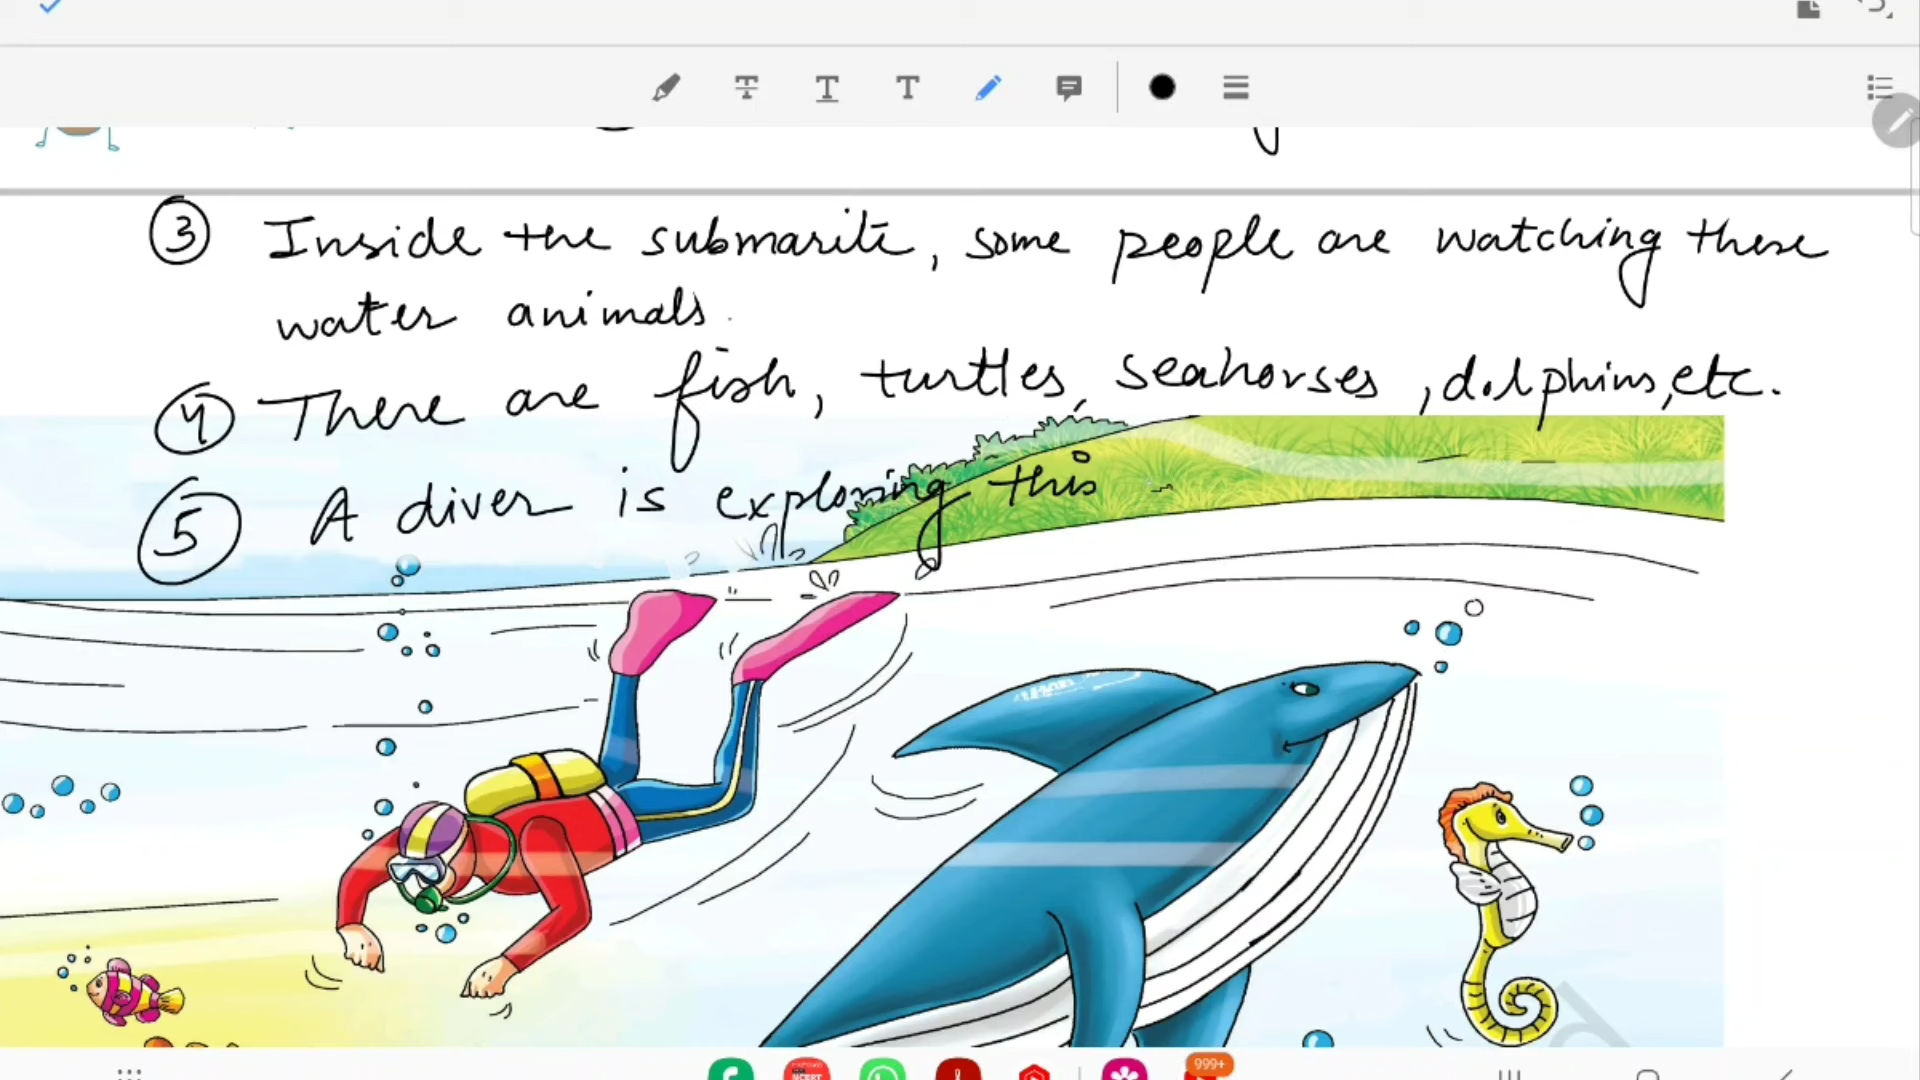 ③ Inside the submarite, some people are watching these
water animals.
④ There are fish, turtles, seahorses, dolphins, etc.
⑤ A diver is exploring this
999+